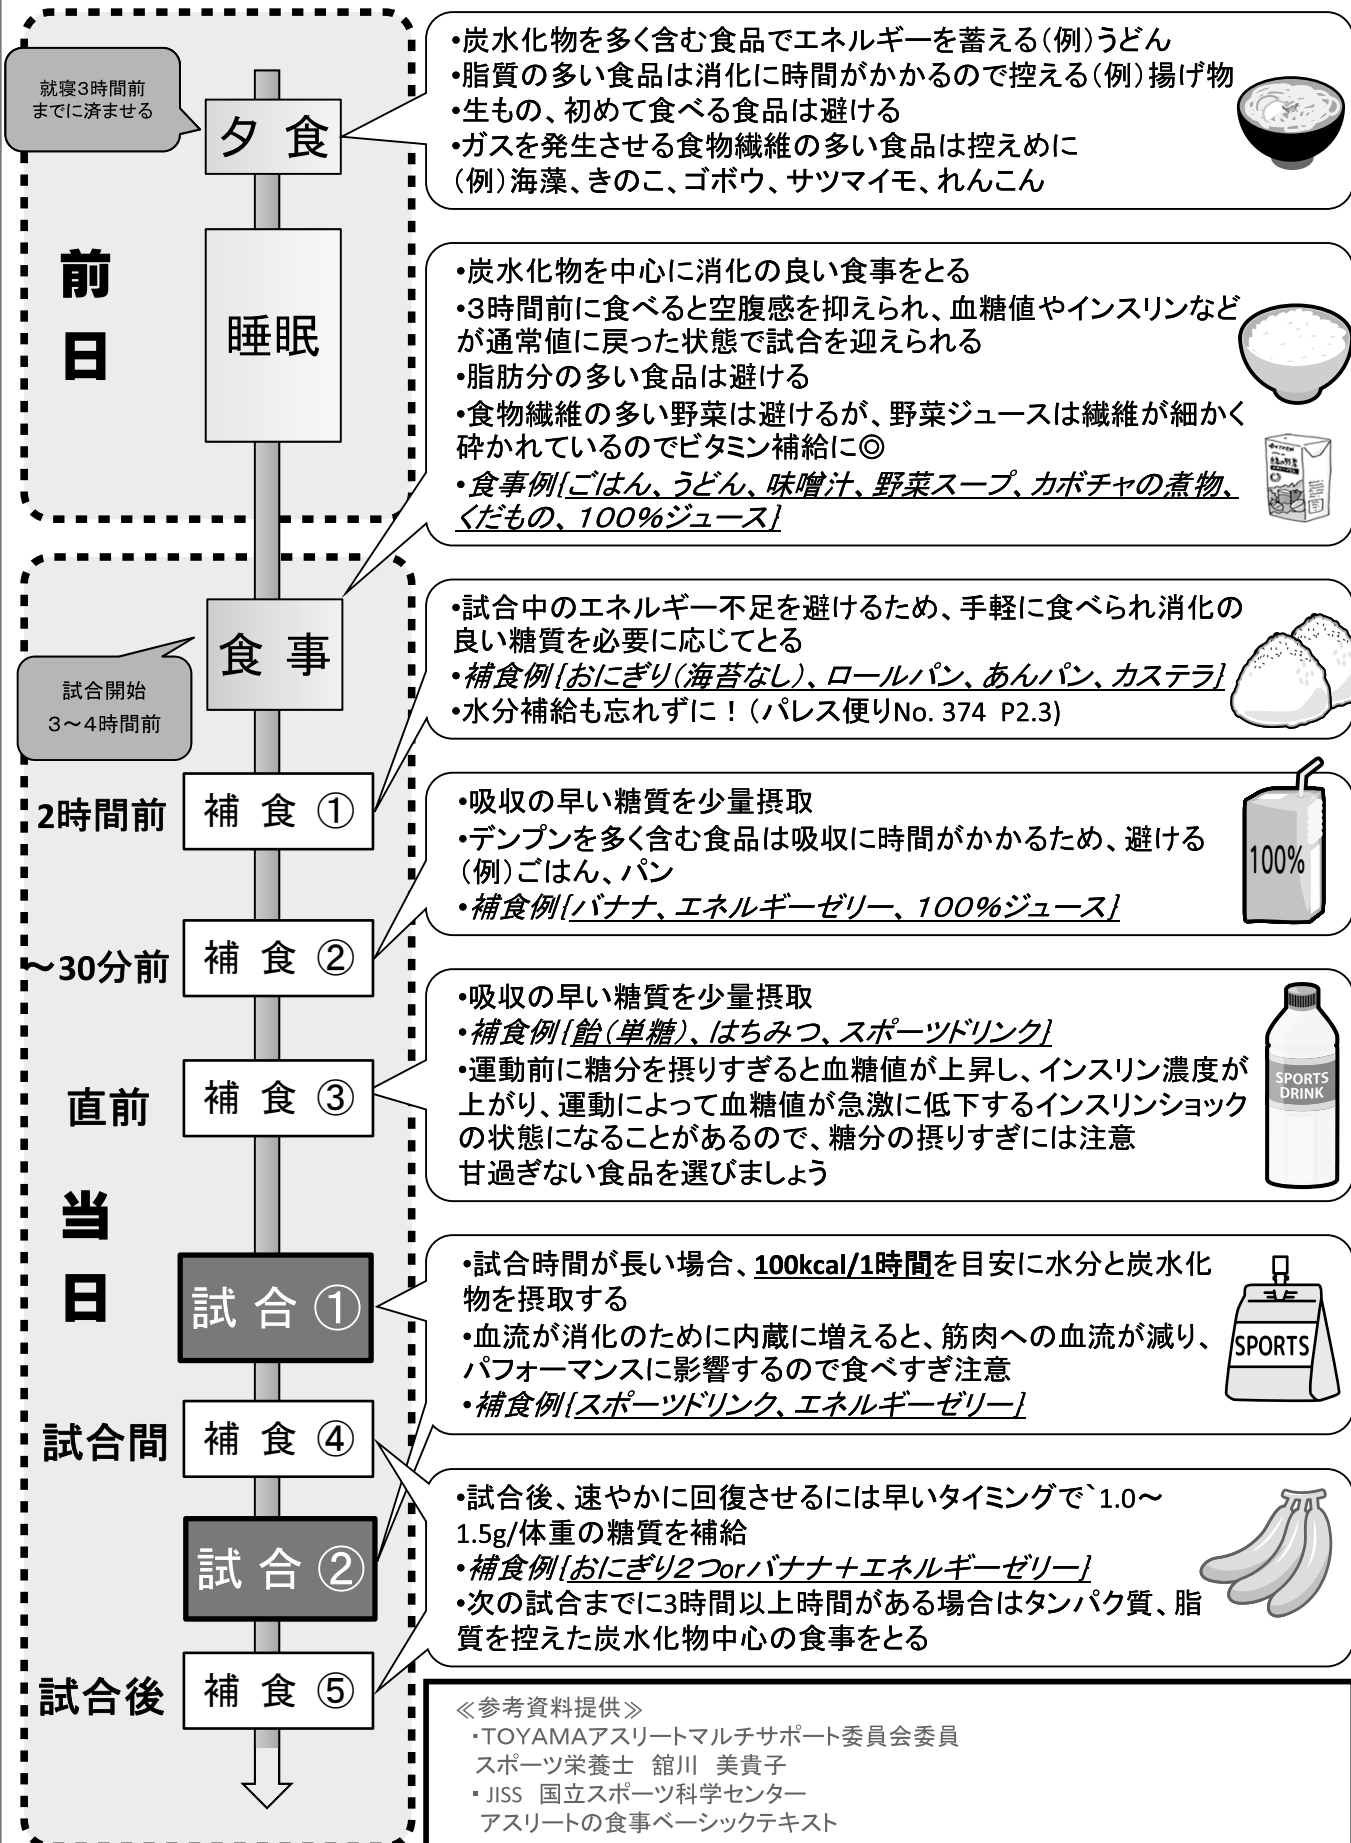 就寝3時間前
までに済ませる
夕 食
前
日
睡眠
•炭水化物を多く含む食品でエネルギーを蓄える(例)うどん
•脂質の多い食品は消化に時間がかかるので控える(例)揚げ物
•生もの、初めて食べる食品は避ける
•ガスを発生させる食物繊維の多い食品は控えめに
(例)海藻、きのこ、ゴボウ、サツマイモ、れんこん
•炭水化物を中心に消化の良い食事をとる
•3時間前に食べると空腹感を抑えられ、血糖値やインスリンなど
が通常値に戻った状態で試合を迎えられる
•脂肪分の多い食品は避ける
•食物繊維の多い野菜は避けるが、野菜ジュースは繊維が細かく
砕かれているのでビタミン補給に◎
•食事例{ごはん、うどん、味噌汁、野菜スープ、カボチャの煮物、
くだもの、100%ジュース}
食 事
試合開始
3～4時間前
•試合中のエネルギー不足を避けるため、手軽に食べられ消化の
良い糖質を必要に応じてとる
•補食例{おにぎり(海苔なし)、ロールパン、あんパン、カステラ}
•水分補給も忘れずに！(パレス便りNo. 374 P2.3)
2時間前
補 食 ①
•吸収の早い糖質を少量摂取
•デンプンを多く含む食品は吸収に時間がかかるため、避ける
(例)ごはん、パン
•補食例{バナナ、エネルギーゼリー、100%ジュース}
100%
～30分前
補 食 ②
•吸収の早い糖質を少量摂取
•補食例{飴(単糖)、はちみつ、スポーツドリンク}
•運動前に糖分を摂りすぎると血糖値が上昇し、インスリン濃度が
上がり、運動によって血糖値が急激に低下するインスリンショック
の状態になることがあるので、糖分の摂りすぎには注意
甘過ぎない食品を選びましょう
SPORTS
DRINK
直前
補 食 ③
当
日
試 合 ①
•試合時間が長い場合、100kcal/1時間を目安に水分と炭水化
物を摂取する
•血流が消化のために内蔵に増えると、筋肉への血流が減り、
パフォーマンスに影響するので食べすぎ注意
•補食例{スポーツドリンク、エネルギーゼリー}
SPORTS
試合間
補 食 ④
試 合 ②
•試合後、速やかに回復させるには早いタイミングで`1.0～
1.5g/体重の糖質を補給
•補食例{おにぎり2つorバナナ＋エネルギーゼリー}
•次の試合までに3時間以上時間がある場合はタンパク質、脂
質を控えた炭水化物中心の食事をとる
試合後
補 食 ⑤
≪参考資料提供≫
・TOYAMAアスリートマルチサポート委員会委員
スポーツ栄養士 舘川 美貴子
・JISS 国立スポーツ科学センター
アスリートの食事ベーシックテキスト